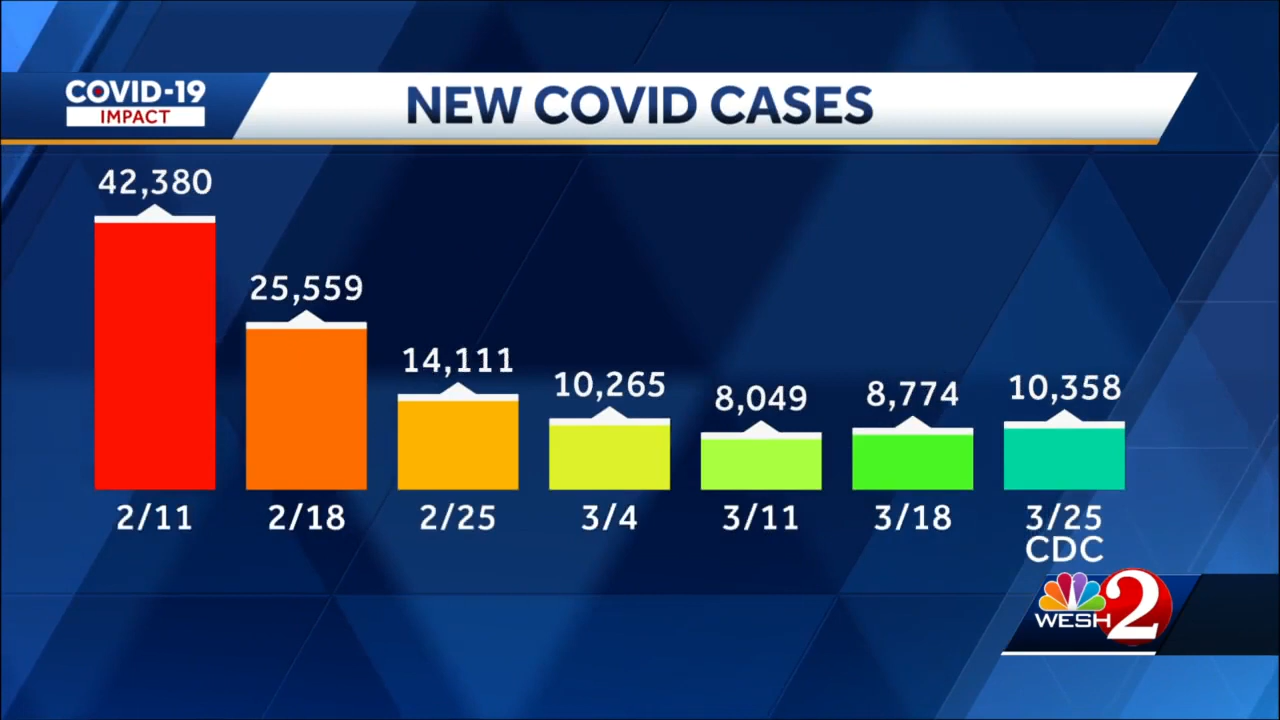 COVID-19
IMPACT
NEW COVID CASES
42,380
25,559
14,111
10,265
8,049
8,774
10,358
2/11
2/18
2/25
3/4
3/11
3/18
3/25
CDC
WESH 2